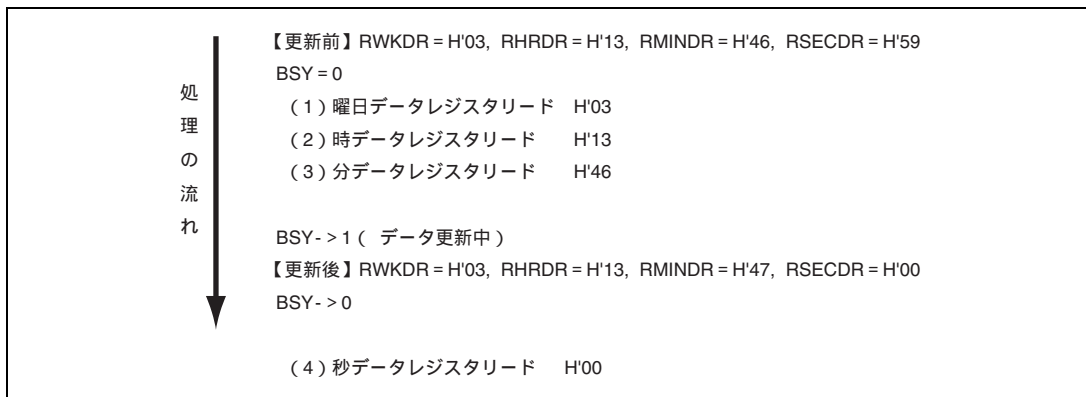 処理の流れ
【更新前】RWKDR = H'03, RHRDR = H'13, RMINDR = H'46, RSECDR = H'59
BSY = 0
（1）曜日データレジスタリード H'03
（2）時データレジスタリード H'13
（3）分データレジスタリード H'46
BSY- > 1（ データ更新中）
【更新後】RWKDR = H'03, RHRDR = H'13, RMINDR = H'47, RSECDR = H'00
BSY- > 0
（4）秒データレジスタリード H'00